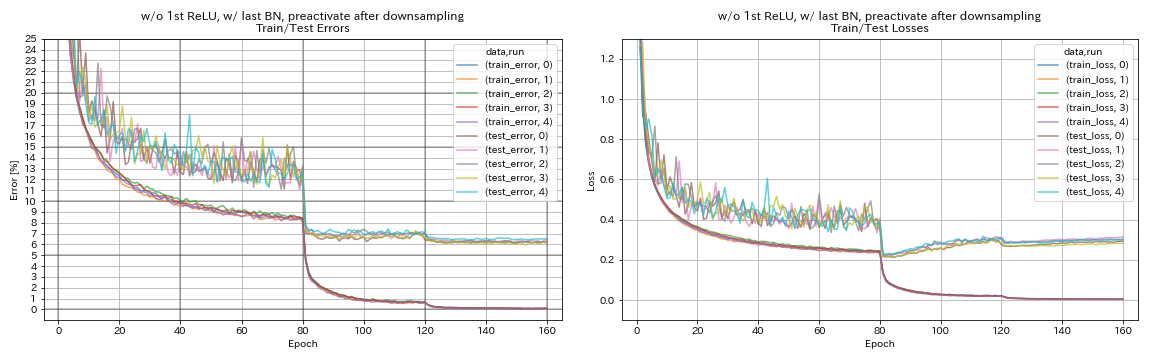 w/o 1st ReLU, w/ last BN, preactivate after downsampling
Train/Test Errors
25
24
23
22
21
20
19
18
17
16
15
14
13
12
11
10
9
8
7
6
5
4
3
2
1
0
Error [%]
0 20 40 60 80 100 120 140 160
Epoch
data,run
(train_error, 0)
(train_error, 1)
(train_error, 2)
(train_error, 3)
(train_error, 4)
(test_error, 0)
(test_error, 1)
(test_error, 2)
(test_error, 3)
(test_error, 4)
w/o 1st ReLU, w/ last BN, preactivate after downsampling
Train/Test Losses
1.2
1.0
0.8
0.6
0.4
0.2
0.0
Loss
0 20 40 60 80 100 120 140 160
Epoch
data,run
(train_loss, 0)
(train_loss, 1)
(train_loss, 2)
(train_loss, 3)
(train_loss, 4)
(test_loss, 0)
(test_loss, 1)
(test_loss, 2)
(test_loss, 3)
(test_loss, 4)